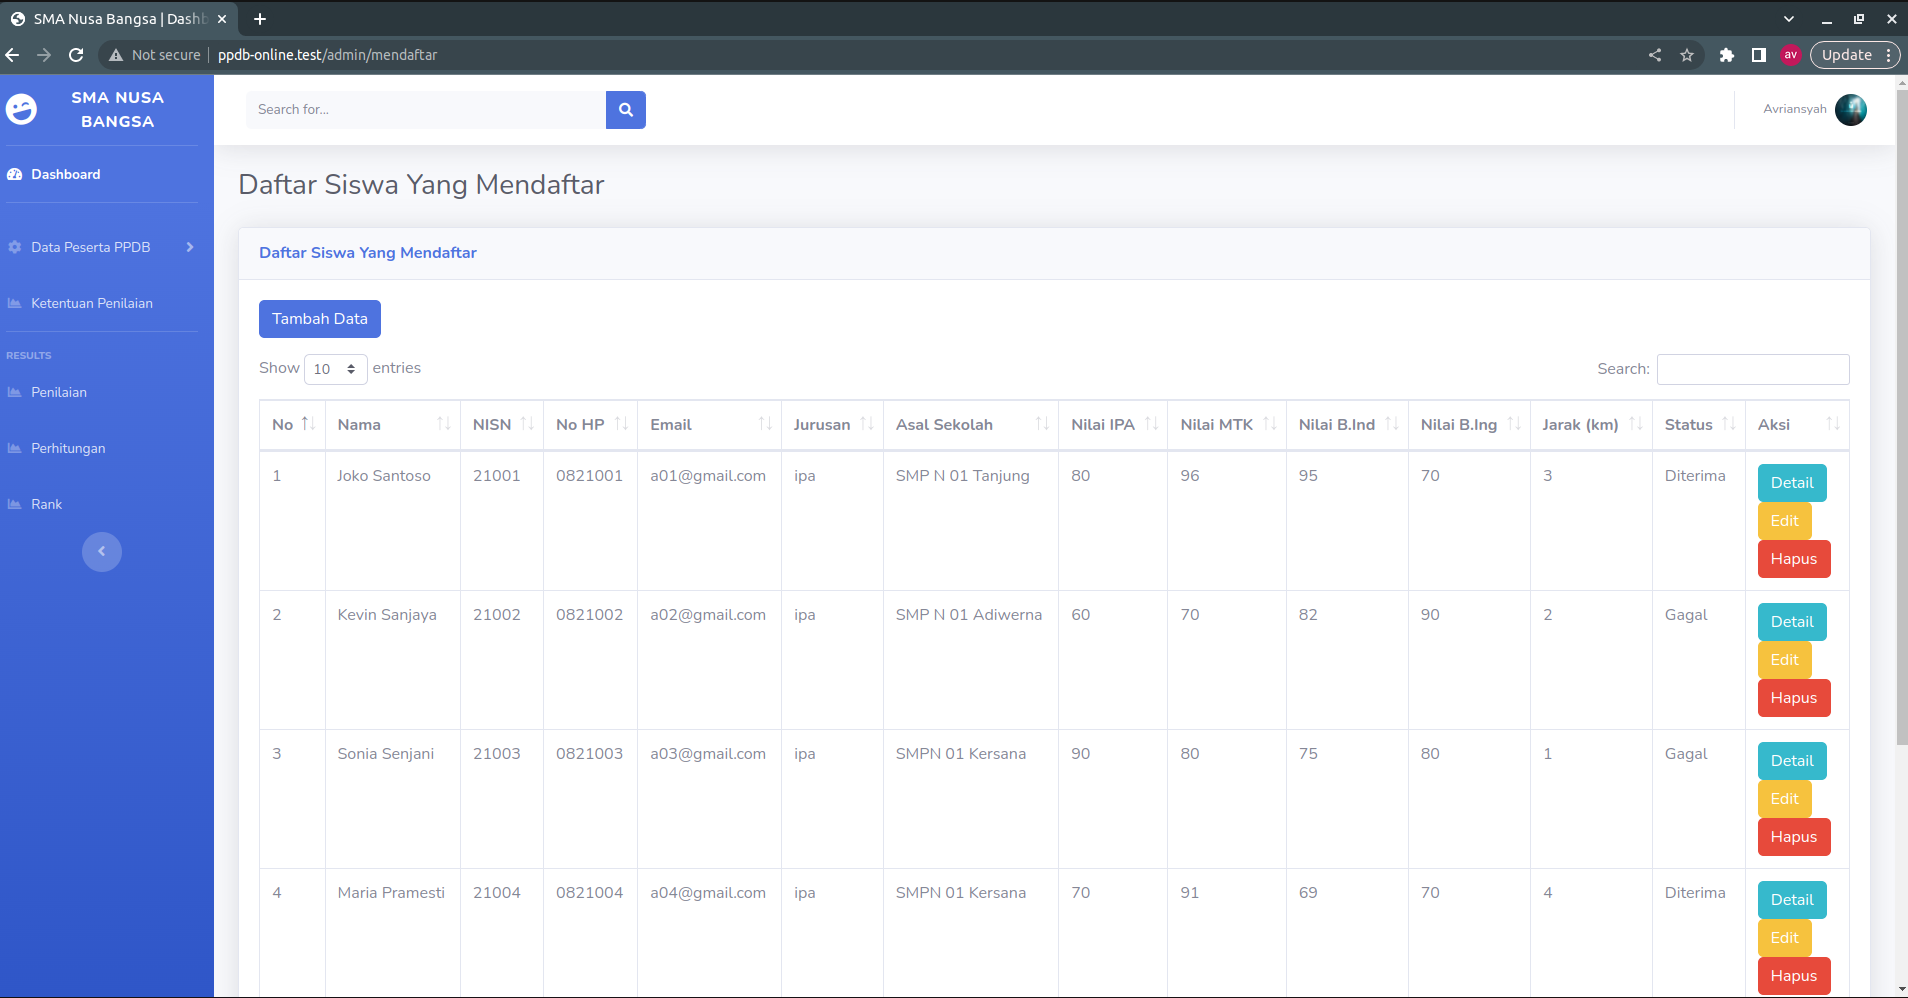 SMA Nusa Bangsa | Dashb
Not secure
ppdb-online.test/admin/mendaftar
av
Update
SMA NUSA
BANGSA
Search for...
Avriansyah
Dashboard
Data Peserta PPDB
Ketentuan Penilaian
RESULTS
Penilaian
Perhitungan
Rank
Daftar Siswa Yang Mendaftar
Daftar Siswa Yang Mendaftar
Tambah Data
Show 10 entries
Search:
No Nama NISN No HP Email Jurusan Asal Sekolah Nilai IPA Nilai MTK Nilai B.Ind Nilai B.Ing Jarak (km) Status Aksi
1 Joko Santoso 21001 0821001 a01@gmail.com ipa SMP N 01 Tanjung 80 96 95 70 3 Diterima Detail
Edit
Hapus
2 Kevin Sanjaya 21002 0821002 a02@gmail.com ipa SMP N 01 Adiwerna 60 70 82 90 2 Gagal Detail
Edit
Hapus
3 Sonia Senjani 21003 0821003 a03@gmail.com ipa SMPN 01 Kersana 90 80 75 80 1 Gagal Detail
Edit
Hapus
4 Maria Pramesti 21004 0821004 a04@gmail.com ipa SMPN 01 Kersana 70 91 69 70 4 Diterima Detail
Edit
Hapus